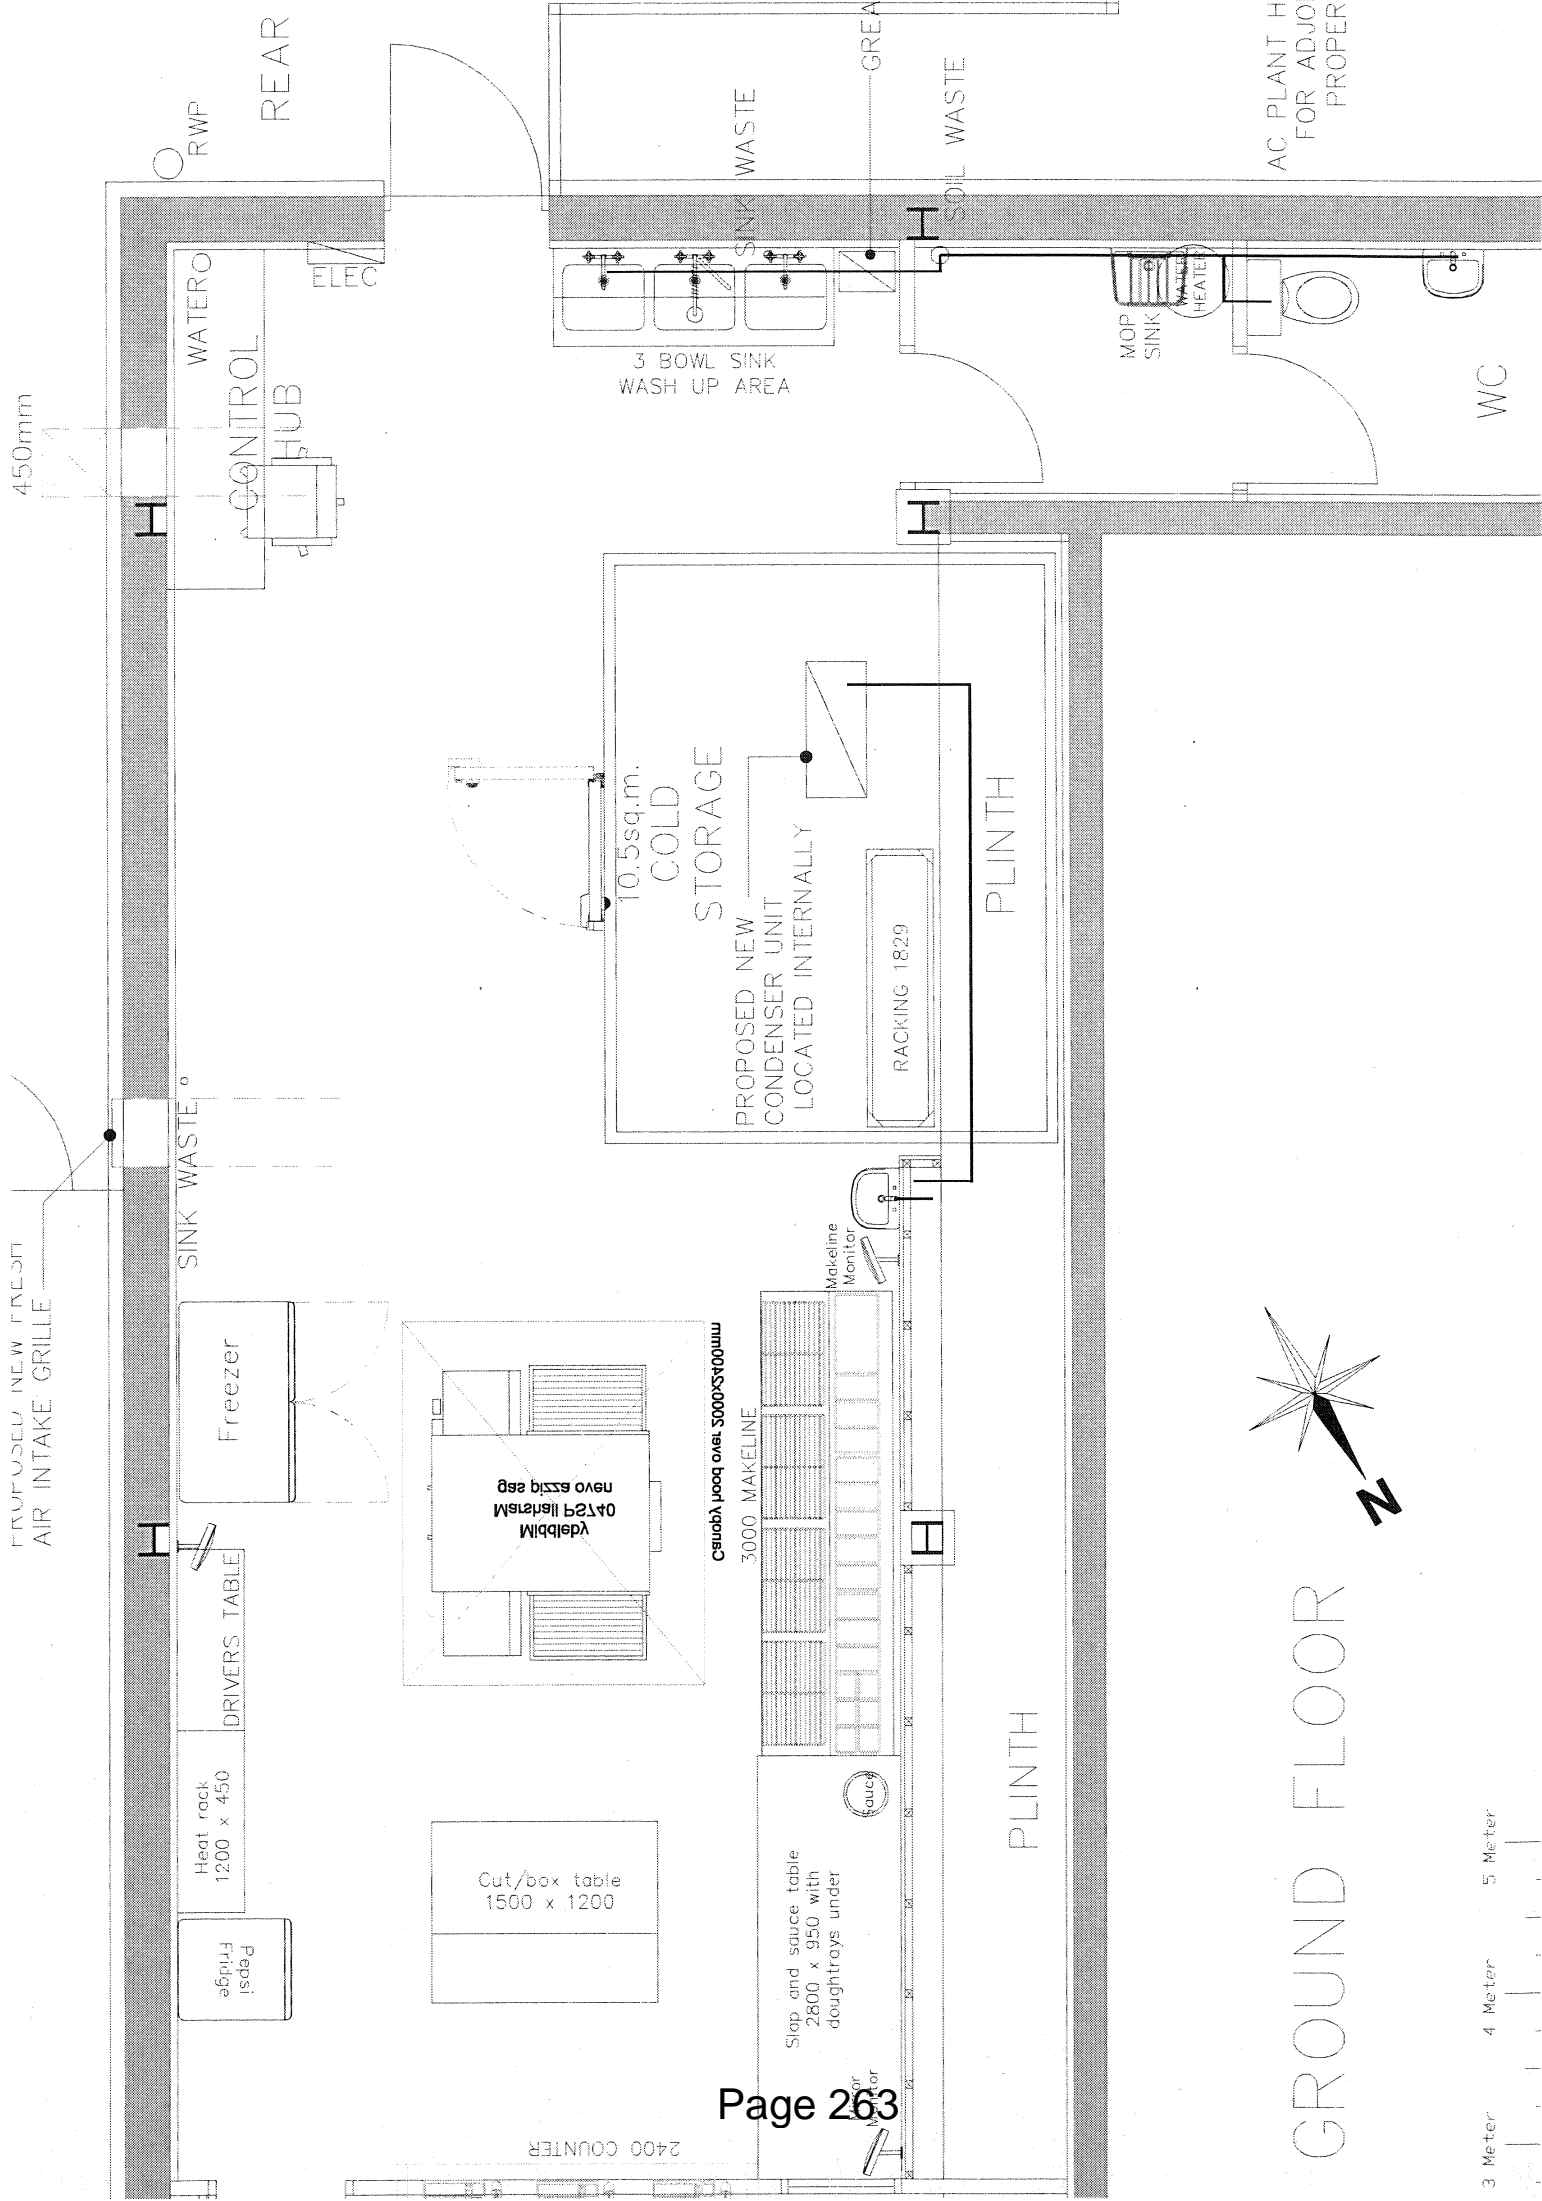 REAR
RWP
WATER
ELEC
CONTROL
HUB
450mm
SINK WASTE
SOIL WASTE
AC PLANT
FOR
3 BOWL SINK
WASH UP AREA
MOP
SINK
WATER
HEATER
WC
10.5sq.m.
COLD
STORAGE
PROPOSED NEW
CONDENSER UNIT
LOCATED INTERNALLY
RACKING 1829
PLINTH
PROPOSED NEW FRESH
AIR INTAKE GRILLE
SINK WASTE
Freezer
Middleby
Marshall PS740
gas pizza oven
Canopy hood over 2000x2400mm
3000 MAKELINE
Makeline
Monitor
DRIVERS TABLE
Heat rack
1200 x 450
Pepsi
Fridge
Cut/box table
1500 x 1200
Slap and sauce table
2800 x 950 with
doughtrays under
Sauce
PLINTH
Monitor
2400 COUNTER
N
GROUND FLOOR
3 Meter
4 Meter
5 Meter
Page 263